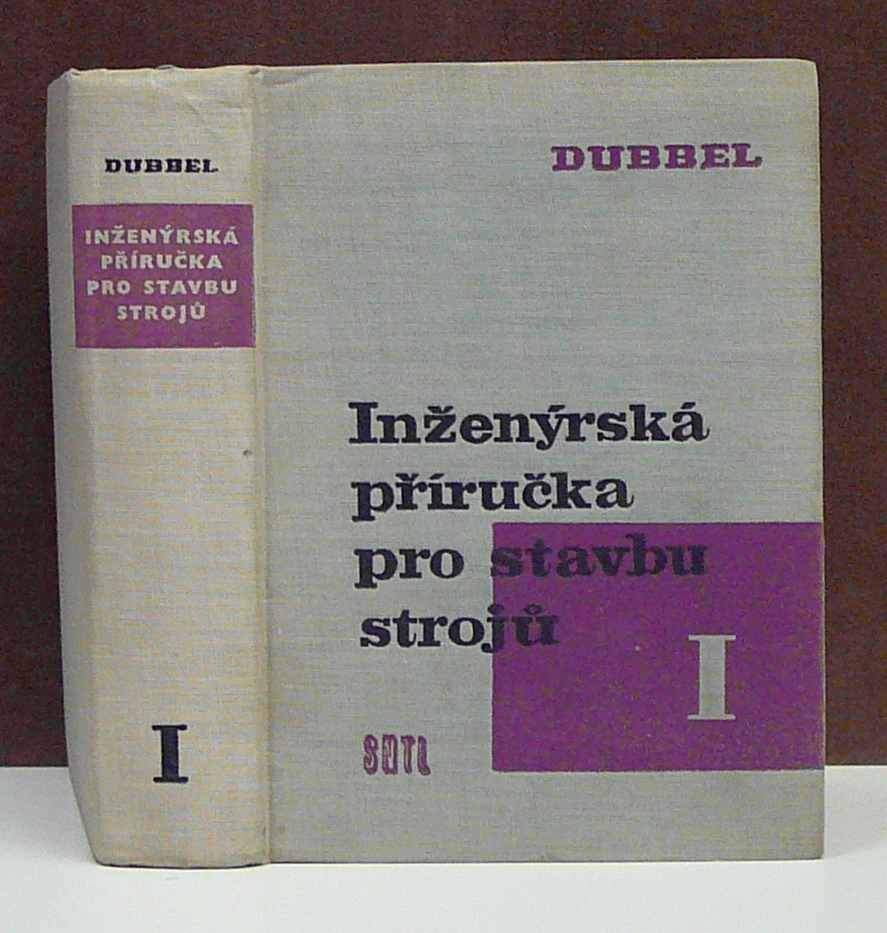 DUBBEL
INŽENÝRSKÁ
PŘÍRUČKA
PRO STAVBU
STROJŮ
I
DUBBEL
Inženýrská
příručka
pro stavbu
strojů
I
SNTL